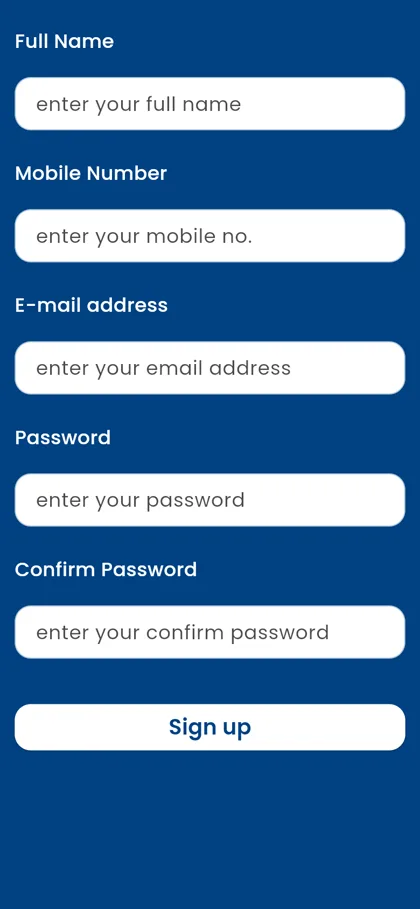 Full Name
enter your full name
Mobile Number
enter your mobile no.
E-mail address
enter your email address
Password
enter your password
Confirm Password
enter your confirm password
Sign up